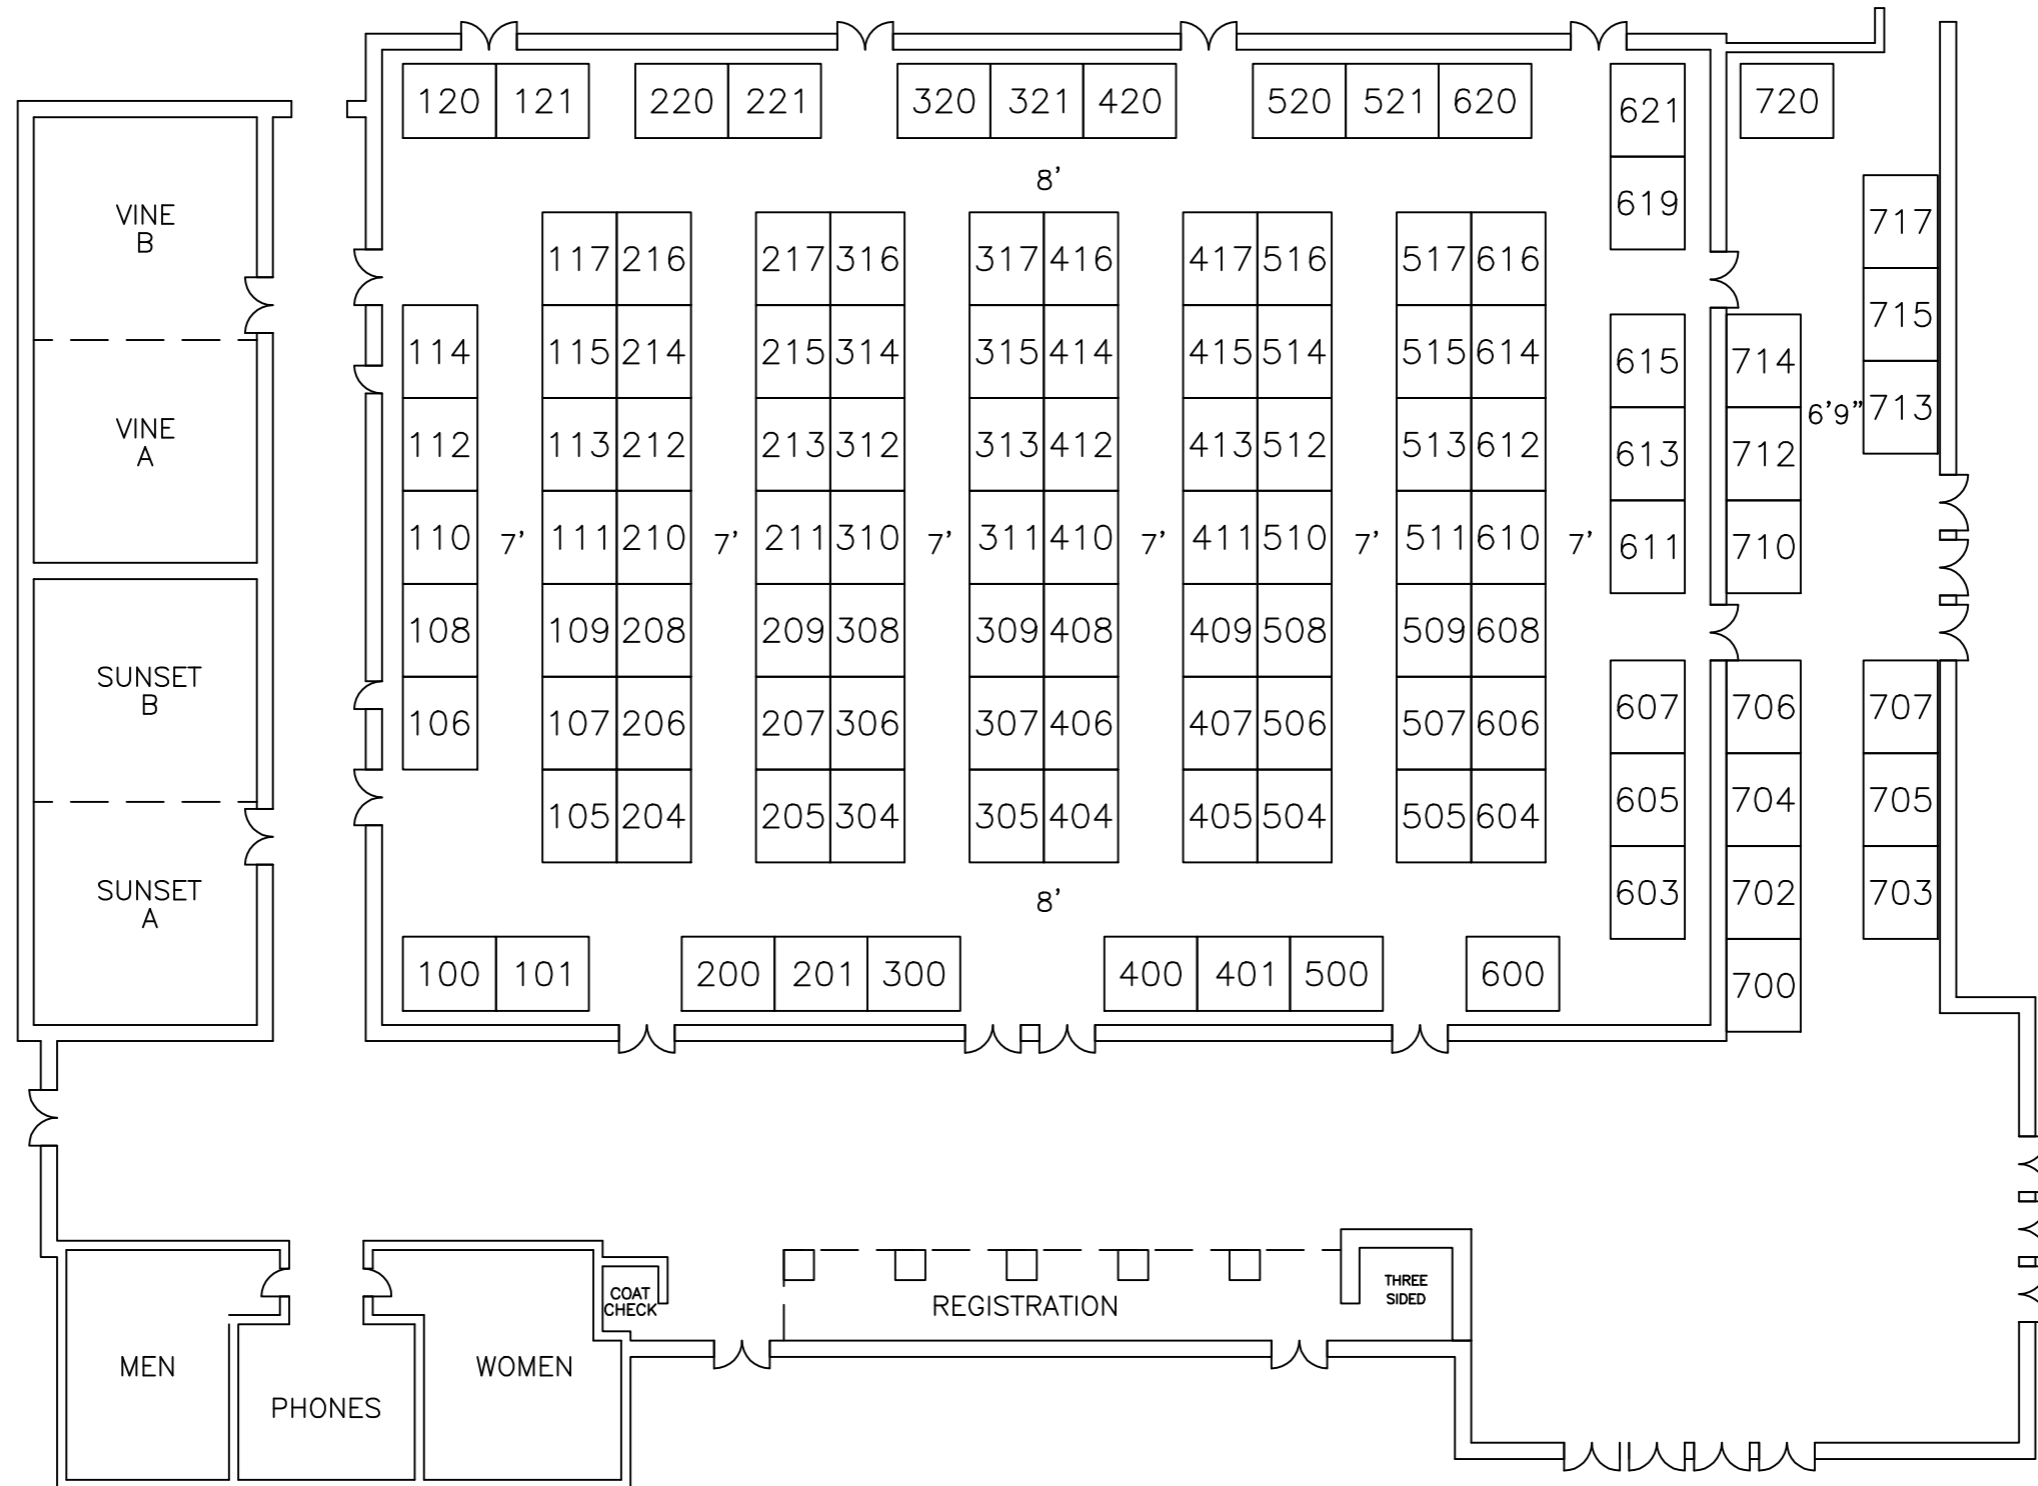 120 121 220 221 320 321 420 520 521 620 621 720
8'
619
717
117 216 217 316 317 416 417 516 517 616
VINE
B
715
114 115 214 215 314 315 414 415 514 515 614 615 714
6'9"
713
VINE
A
112 113 212 213 312 313 412 413 512 513 612 613 712
110 7' 111 210 7' 211 310 7' 311 410 7' 411 510 7' 511 610 7' 611 710
108 109 208 209 308 309 408 409 508 509 608
SUNSET
B
106 107 206 207 306 307 406 407 506 507 606 607 706 707
105 204 205 304 305 404 405 504 505 604 605 704 705
SUNSET
A
8'
603 702 703
100 101 200 201 300 400 401 500 600 700
COAT
CHECK
REGISTRATION
THREE
SIDED
MEN
WOMEN
PHONES